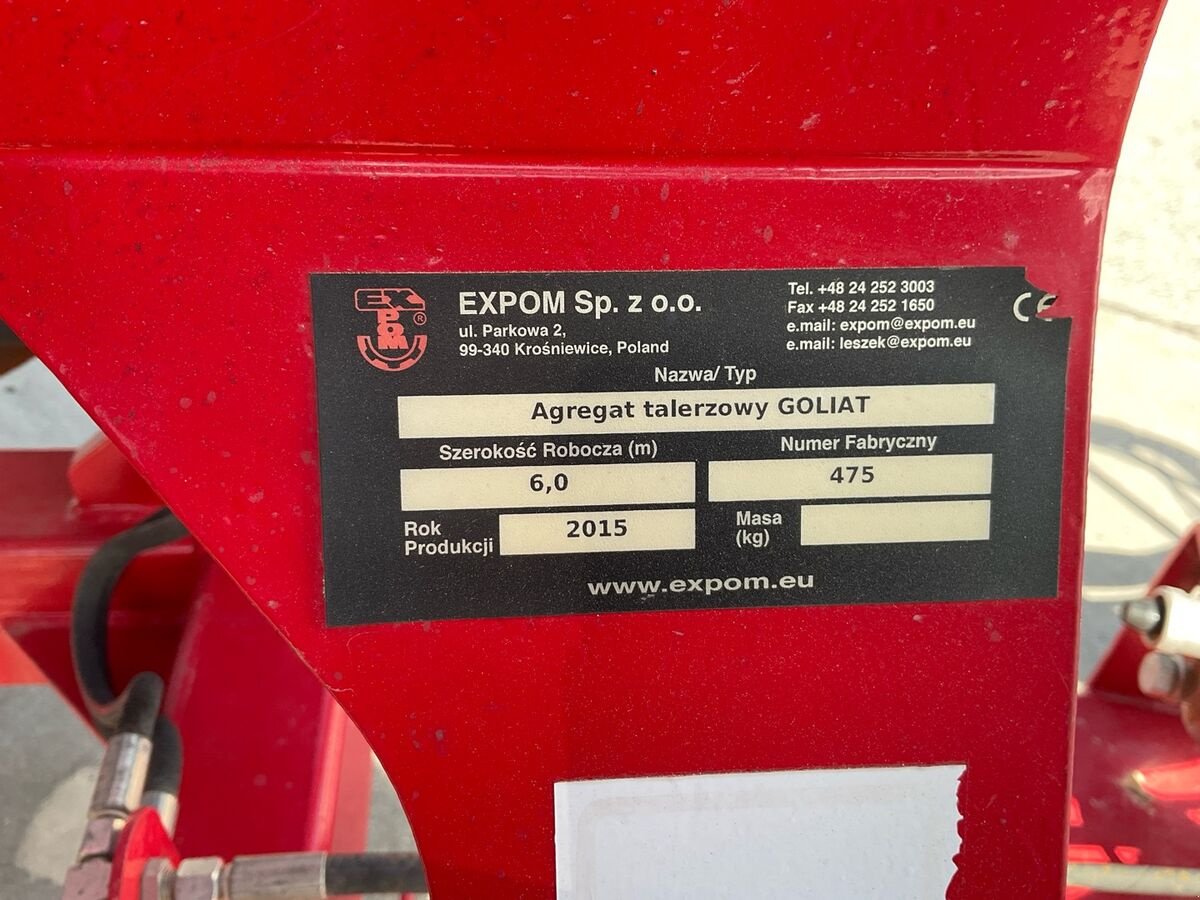 EXPOM
®
EXPOM Sp. z o.o.
ul. Parkowa 2,
99-340 Krośniewice, Poland
Tel. +48 24 252 3003
Fax +48 24 252 1650
e.mail: expom@expom.eu
e.mail: leszek@expom.eu
CE
Nazwa/ Typ
Agregat talerzowy GOLIAT
Szerokość Robocza (m)
6,0
Numer Fabryczny
475
Rok
Produkcji
2015
Masa
(kg)
www.expom.eu